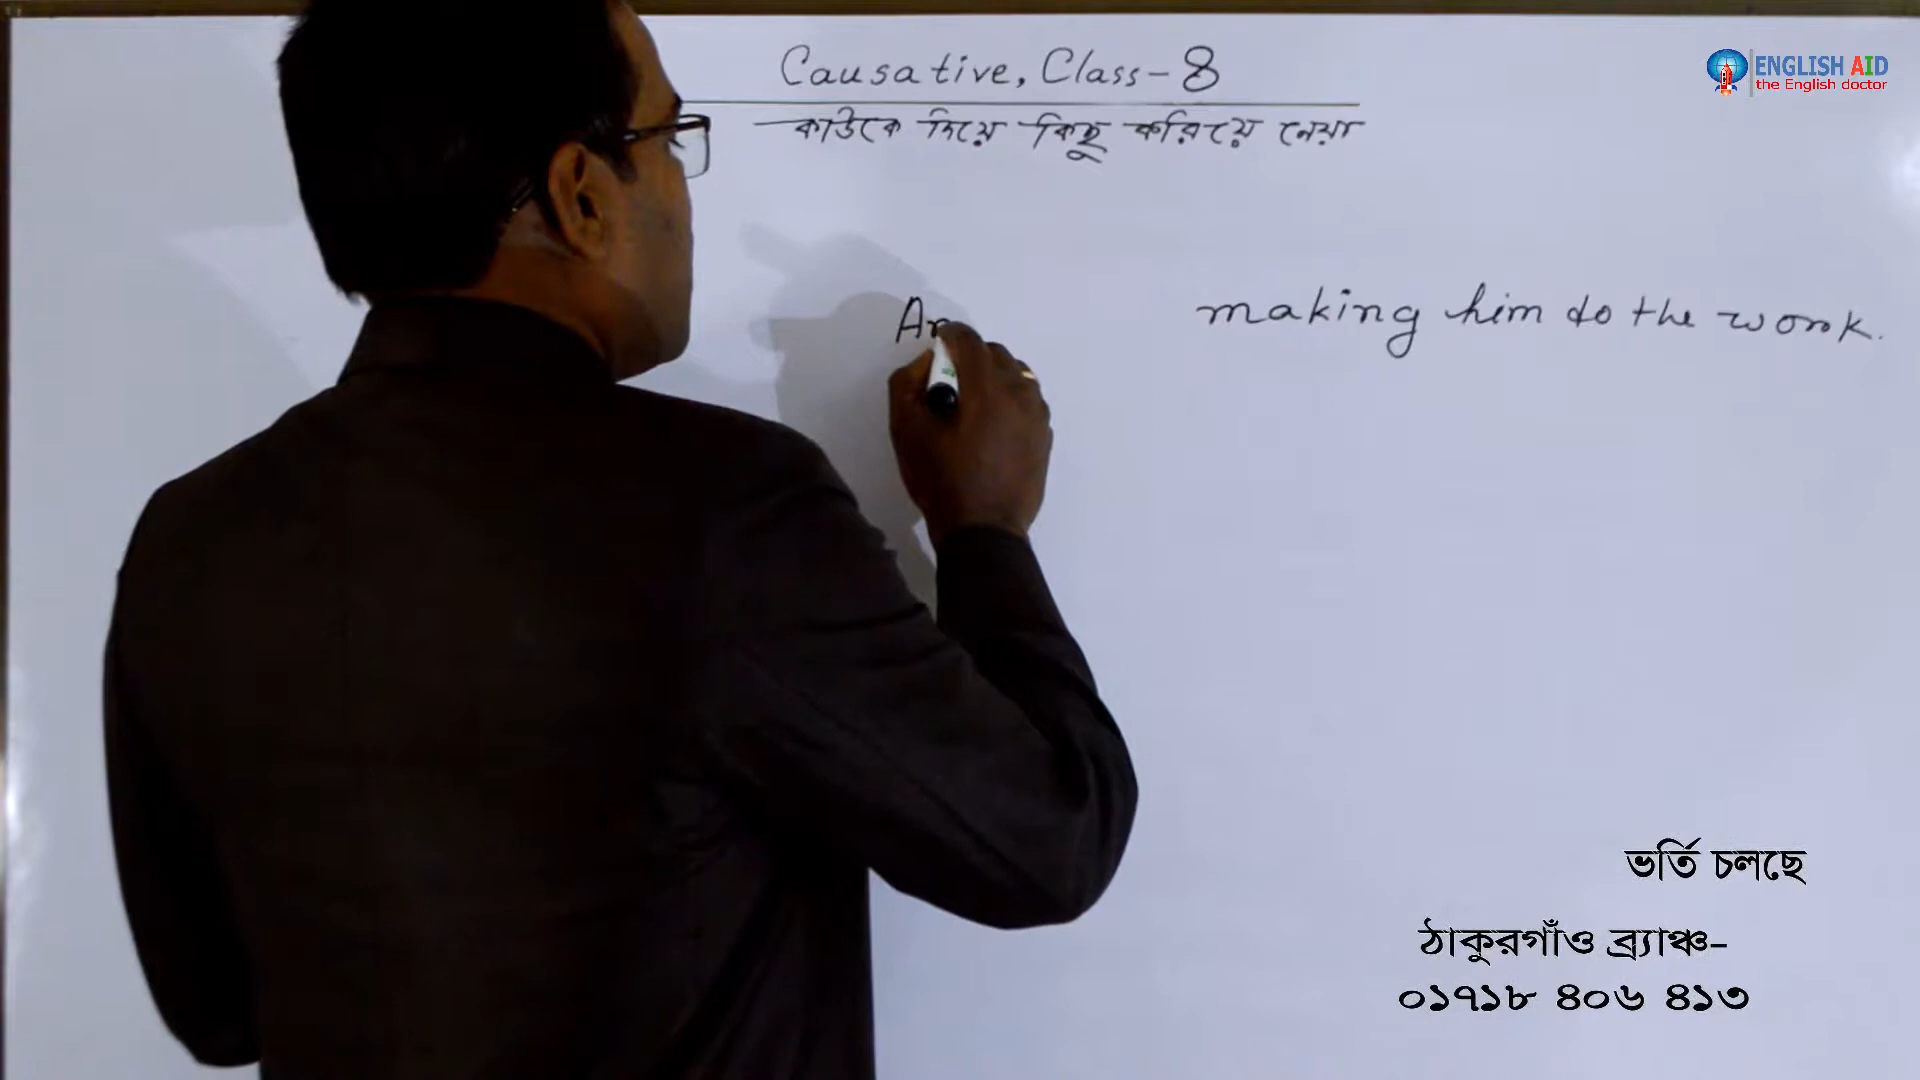 Causative, Class-8
কাউকে দিয়ে কিছু করিয়ে নেয়া
ENGLISH AID
the English doctor
Ar
making him do the work.
ভর্তি চলছে
ঠাকুরগাঁও ব্র্যাঞ্চ-
০১৭১৮ ৪০৬ ৪১৩